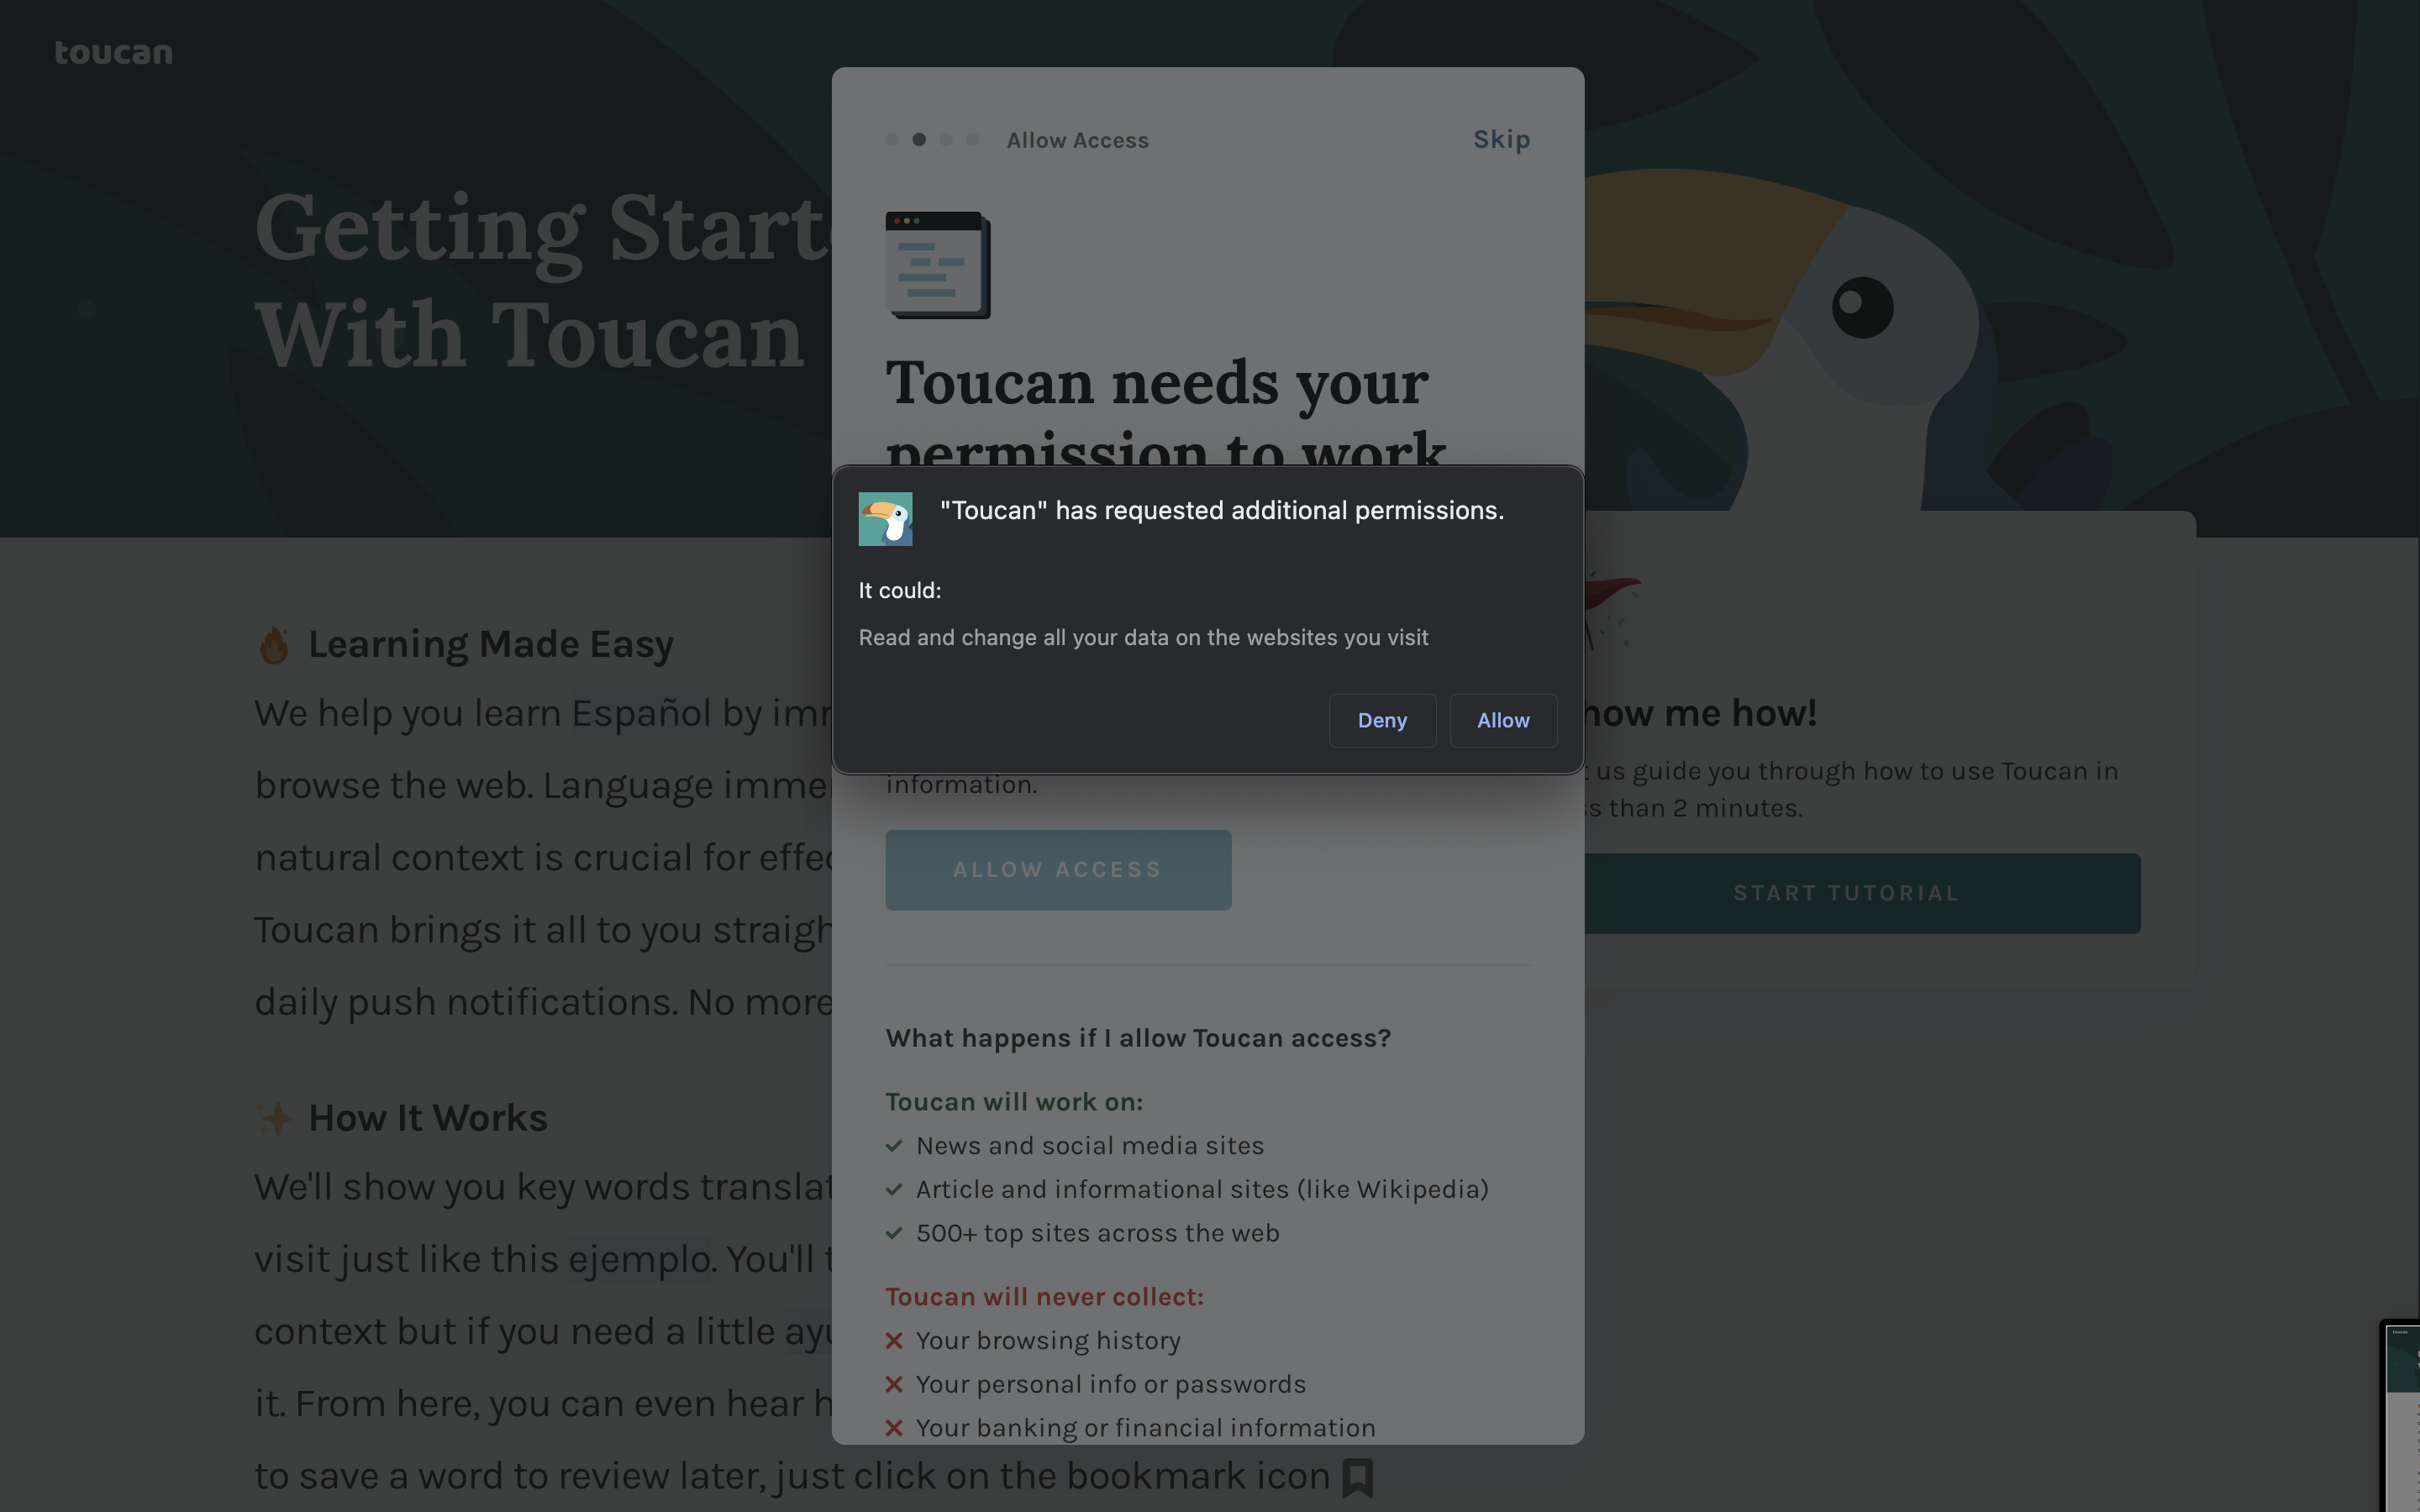 toucan
Getting Start
With Toucan
Allow Access
Skip
Toucan needs your
permission to work
"Toucan" has requested additional permissions.
It could:
Read and change all your data on the websites you visit
Deny
Allow
information.
ALLOW ACCESS
What happens if I allow Toucan access?
Toucan will work on:
News and social media sites
Article and informational sites (like Wikipedia)
500+ top sites across the web
Toucan will never collect:
Your browsing history
Your personal info or passwords
Your banking or financial information
Learning Made Easy
We help you learn Español by
browse the web. Language
natural context is crucial for
Toucan brings it all to you
daily push notifications. No more
How It Works
We'll show you key words
visit just like this ejemplo. You'll
context but if you need a little
it. From here, you can even hear
to save a word to review later, just click on the bookmark icon
how me how!
us guide you through how to use Toucan in
than 2 minutes.
START TUTORIAL